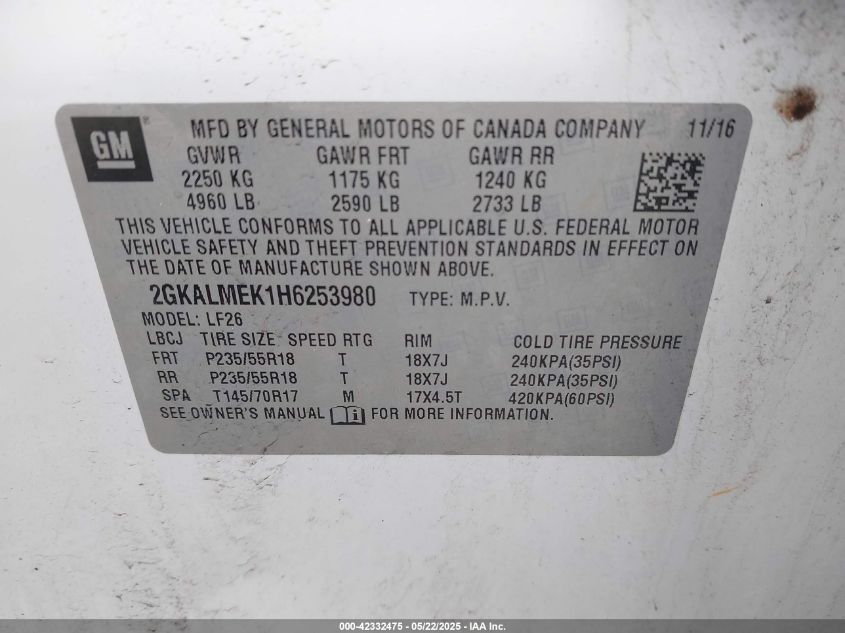 GM® MFD BY GENERAL MOTORS OF CANADA COMPANY 11/16
GVWR GAWR FRT GAWR RR
2250 KG 1175 KG 1240 KG
4960 LB 2590 LB 2733 LB
THIS VEHICLE CONFORMS TO ALL APPLICABLE U.S. FEDERAL MOTOR
VEHICLE SAFETY AND THEFT PREVENTION STANDARDS IN EFFECT ON
THE DATE OF MANUFACTURE SHOWN ABOVE.
2GKALMEK1H6253980 TYPE: M.P.V.
MODEL: LF26
LBCJ TIRE SIZE SPEED RTG RIM COLD TIRE PRESSURE
FRT P235/55R18 T 18X7J 240KPA(35PSI)
RR P235/55R18 T 18X7J 240KPA(35PSI)
SPA T145/70R17 M 17X4.5T 420KPA(60PSI)
SEE OWNER'S MANUAL FOR MORE INFORMATION.
000-42332475 - 05/22/2025 - IAA Inc.